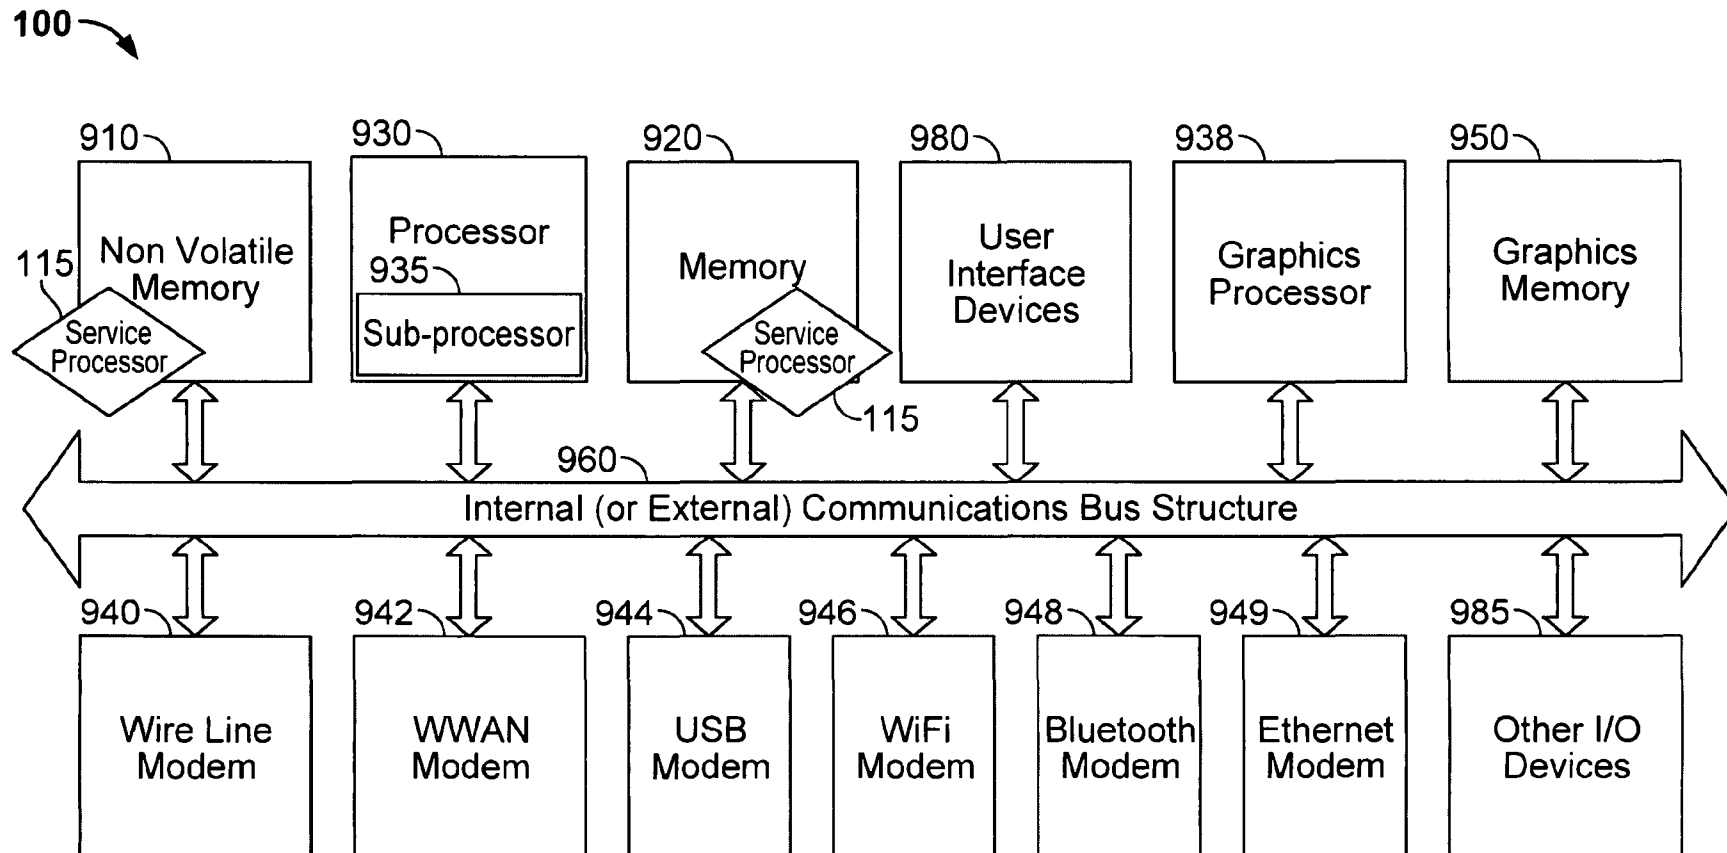 100
910
930
920
980
938
950
Non Volatile
Memory
115
Service
Processor
Processor
935
Sub-processor
Memory
Service
Processor
115
User
Interface
Devices
Graphics
Processor
Graphics
Memory
960
Internal (or External) Communications Bus Structure
940
942
944
946
948
949
985
Wire Line
Modem
WWAN
Modem
USB
Modem
WiFi
Modem
Bluetooth
Modem
Ethernet
Modem
Other I/O
Devices